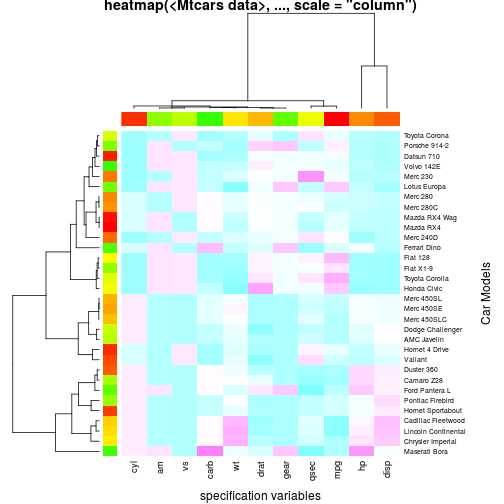 heatmap(<Mtcars data>, ..., scale = "column")
Toyota Corona
Porsche 914-2
Datsun 710
Volvo 142E
Merc 230
Lotus Europa
Merc 280
Merc 280C
Mazda RX4 Wag
Mazda RX4
Merc 240D
Ferrari Dino
Fiat 128
Fiat X1-9
Toyota Corolla
Honda Civic
Merc 450SL
Merc 450SE
Merc 450SLC
Dodge Challenger
AMC Javelin
Hornet 4 Drive
Valiant
Duster 360
Camaro Z28
Ford Pantera L
Pontiac Firebird
Hornet Sportabout
Cadillac Fleetwood
Lincoln Continental
Chrysler Imperial
Maserati Bora
Car Models
cyl
am
vs
carb
wt
drat
gear
qsec
mpg
hp
disp
specification variables